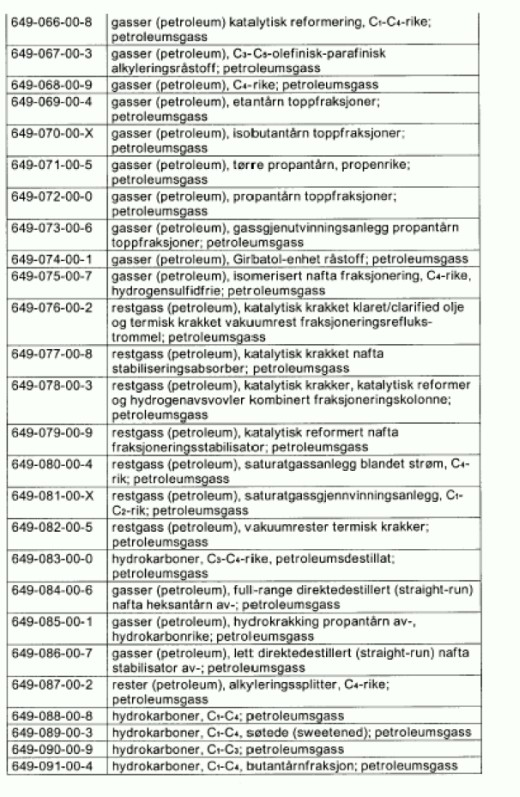 649-066-00-8 gasser (petroleum) katalytisk reformering, C₁-C₄-rike;
petroleumsgass
649-067-00-3 gasser (petroleum), C₃-C₅-olefinisk-parafinisk
alkyleringsråstoff; petroleumsgass
649-068-00-9 gasser (petroleum), C₄-rike; petroleumsgass
649-069-00-4 gasser (petroleum), etantårn toppfraksjoner;
petroleumsgass
649-070-00-X gasser (petroleum), isobutantårn toppfraksjoner;
petroleumsgass
649-071-00-5 gasser (petroleum), tørre propantårn, propenrike;
petroleumsgass
649-072-00-0 gasser (petroleum), propantårn toppfraksjoner;
petroleumsgass
649-073-00-6 gasser (petroleum), gassgjenutvinningsanlegg propantårn
toppfraksjoner; petroleumsgass
649-074-00-1 gasser (petroleum), Girbatol-enhet råstoff; petroleumsgass
649-075-00-7 gasser (petroleum), isomerisert nafta fraksjonering, C₄-rike,
hydrogensulfidfrie; petroleumsgass
649-076-00-2 restgass (petroleum), katalytisk krakket klaret/clarified olje
og termisk krakket vakuumrest fraksjoneringsrefluks-
trommel; petroleumsgass
649-077-00-8 restgass (petroleum), katalytisk krakket nafta
stabiliseringsabsorber; petroleumsgass
649-078-00-3 restgass (petroleum), katalytisk krakker, katalytisk reformer
og hydrogenavsvovler kombinert fraksjoneringskolonne;
petroleumsgass
649-079-00-9 restgass (petroleum), katalytisk reformert nafta
fraksjoneringsstabilisator; petroleumsgass
649-080-00-4 restgass (petroleum), saturatgassanlegg blandet strøm, C₄-
rik; petroleumsgass
649-081-00-X restgass (petroleum), saturatgassgjennvinningsanlegg, C₁-
C₂-rik; petroleumsgass
649-082-00-5 restgass (petroleum), vakuumrester termisk krakker;
petroleumsgass
649-083-00-0 hydrokarboner, C₃-C₄-rike, petroleumsdestillat;
petroleumsgass
649-084-00-6 gasser (petroleum), full-range direktedestillert (straight-run)
nafta heksantårn av-; petroleumsgass
649-085-00-1 gasser (petroleum), hydrokrakking propantårn av-,
hydrokarbonrike; petroleumsgass
649-086-00-7 gasser (petroleum), lett direktedestillert (straight-run) nafta
stabilisator av-; petroleumsgass
649-087-00-2 rester (petroleum), alkyleringssplitter, C₄-rike;
petroleumsgass
649-088-00-8 hydrokarboner, C₁-C₄; petroleumsgass
649-089-00-3 hydrokarboner, C₁-C₄, søtede (sweetened); petroleumsgass
649-090-00-9 hydrokarboner, C₁-C₃; petroleumsgass
649-091-00-4 hydrokarboner, C₁-C₄, butantårnfraksjon; petroleumsgass